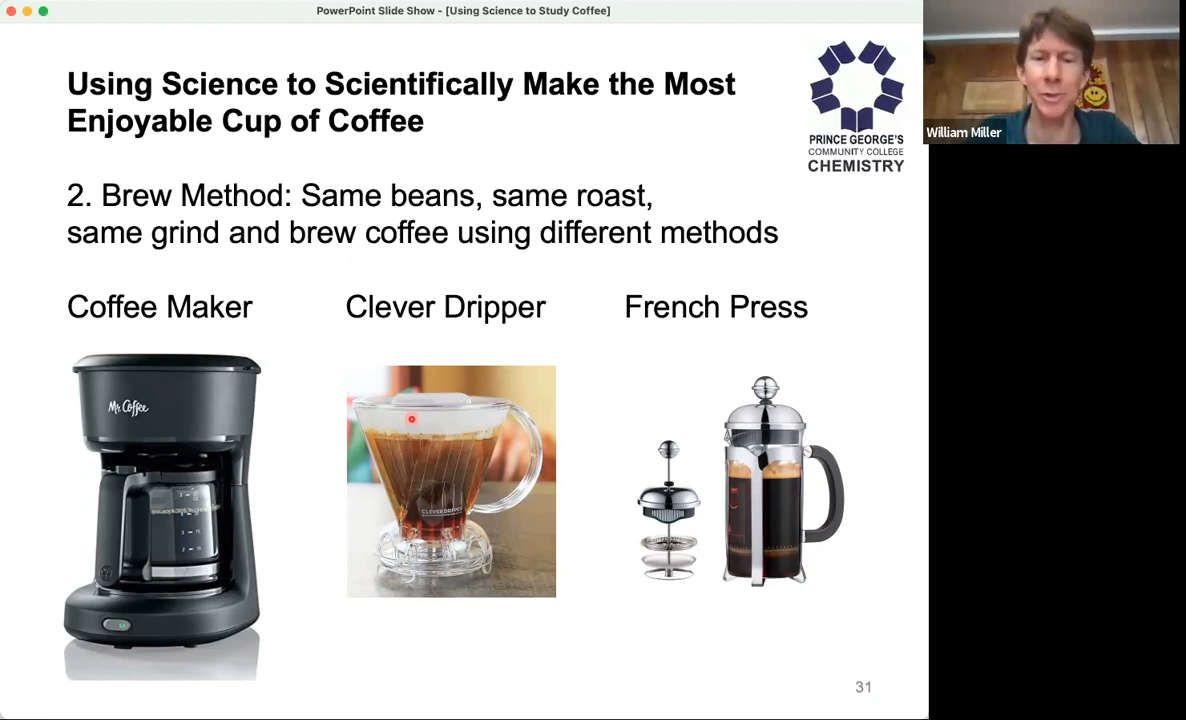 PowerPoint Slide Show - [Using Science to Study Coffee]
Using Science to Scientifically Make the Most
Enjoyable Cup of Coffee
PRINCE GEORGE'S
COMMUNITY COLLEGE
CHEMISTRY
William Miller
2. Brew Method: Same beans, same roast,
same grind and brew coffee using different methods
Coffee Maker
Clever Dripper
French Press
Mr. Coffee
CLEVER DRIPPER
31